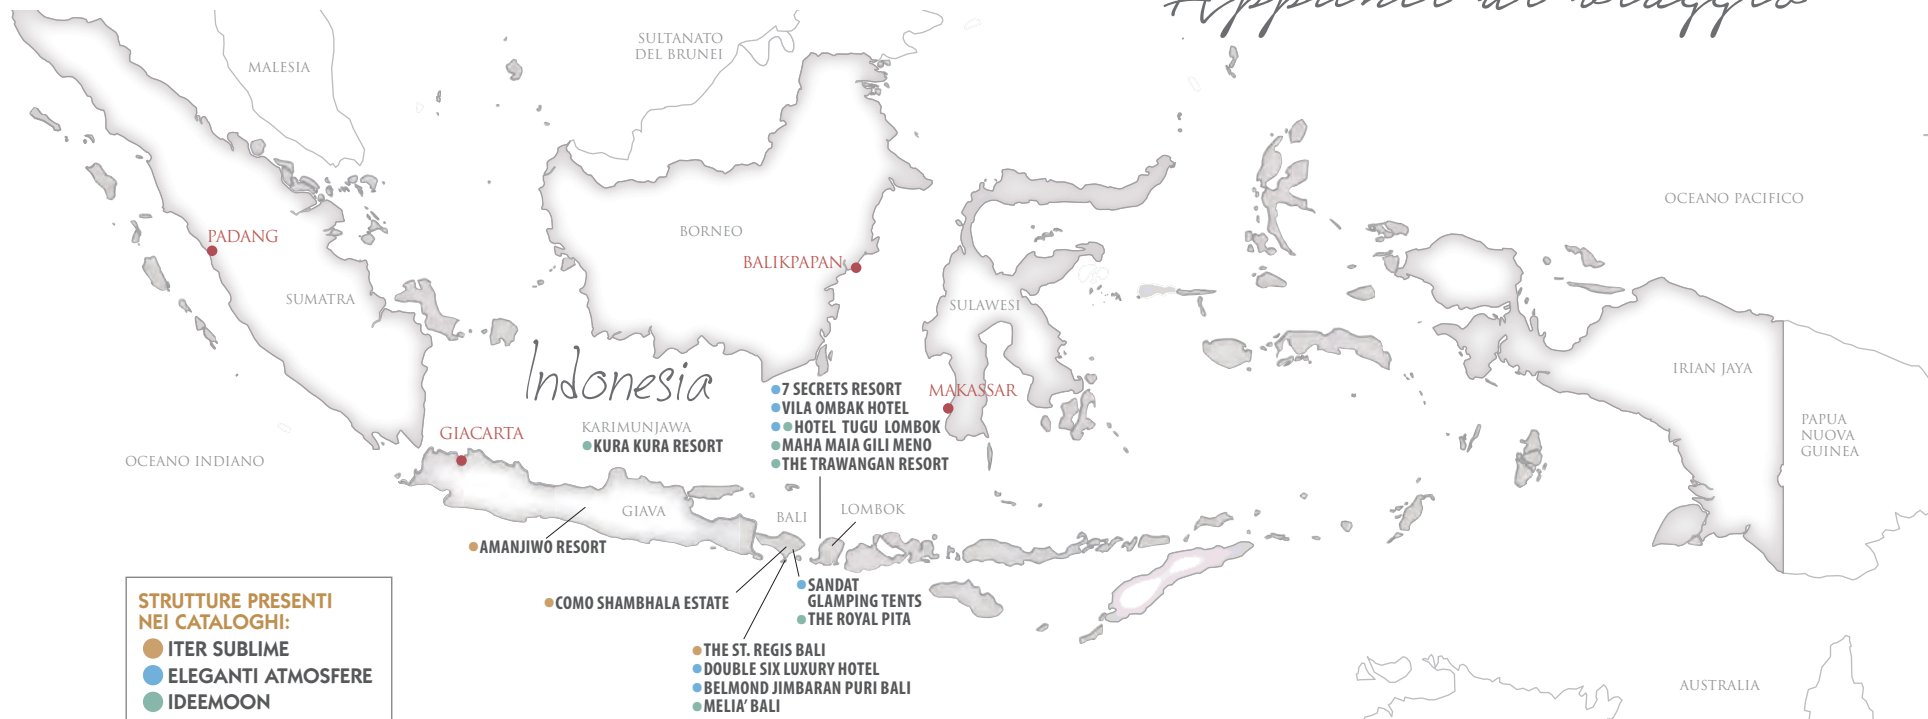 Appunti di viaggio
SULTANATO
DEL BRUNEI
MALESIA
OCEANO PACIFICO
BORNEO
PADANG
BALIKPAPAN
SUMATRA
SULAWESI
Indonesia
IRIAN JAYA
7 SECRETS RESORT
VILA OMBAK HOTEL
HOTEL TUGU LOMBOK
MAHA MAIA GILI MENO
THE TRAWANGAN RESORT
MAKASSAR
KARIMUNJAWA
KURA KURA RESORT
GIACARTA
PAPUA
NUOVA
GUINEA
OCEANO INDIANO
GIAVA
BALI
LOMBOK
AMANJIWO RESORT
COMO SHAMBHALA ESTATE
SANDAT
GLAMPING TENTS
THE ROYAL PITA
THE ST. REGIS BALI
DOUBLE SIX LUXURY HOTEL
BELMOND JIMBARAN PURI BALI
MELIA' BALI
AUSTRALIA
STRUTTURE PRESENTI
NEI CATALOGHI:
ITER SUBLIME
ELEGANTI ATMOSFERE
IDEEMOON